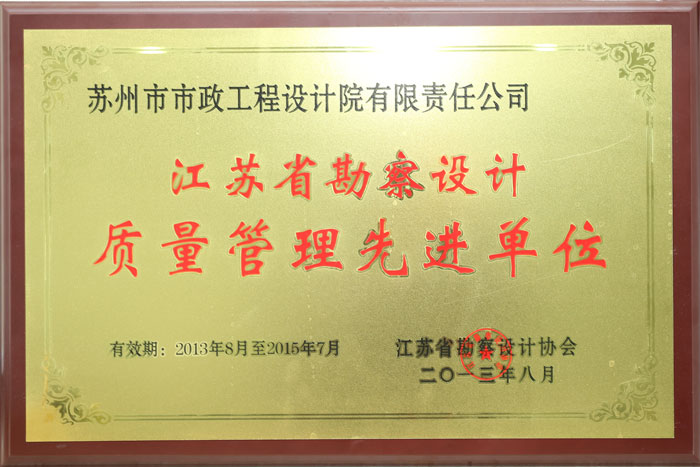 苏州市市政工程设计院有限责任公司
江苏省勘察设计
质量管理先进单位
有效期：2013年8月至2015年7月
江苏省勘察设计协会
二〇一三年八月